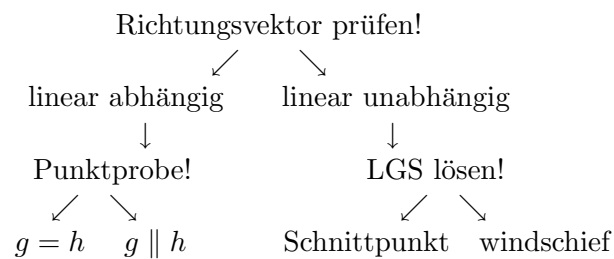 Richtungsvektor prüfen!
linear abhängig linear unabhängig
Punktprobe! LGS lösen!
g = h g ∥ h Schnittpunkt windschief